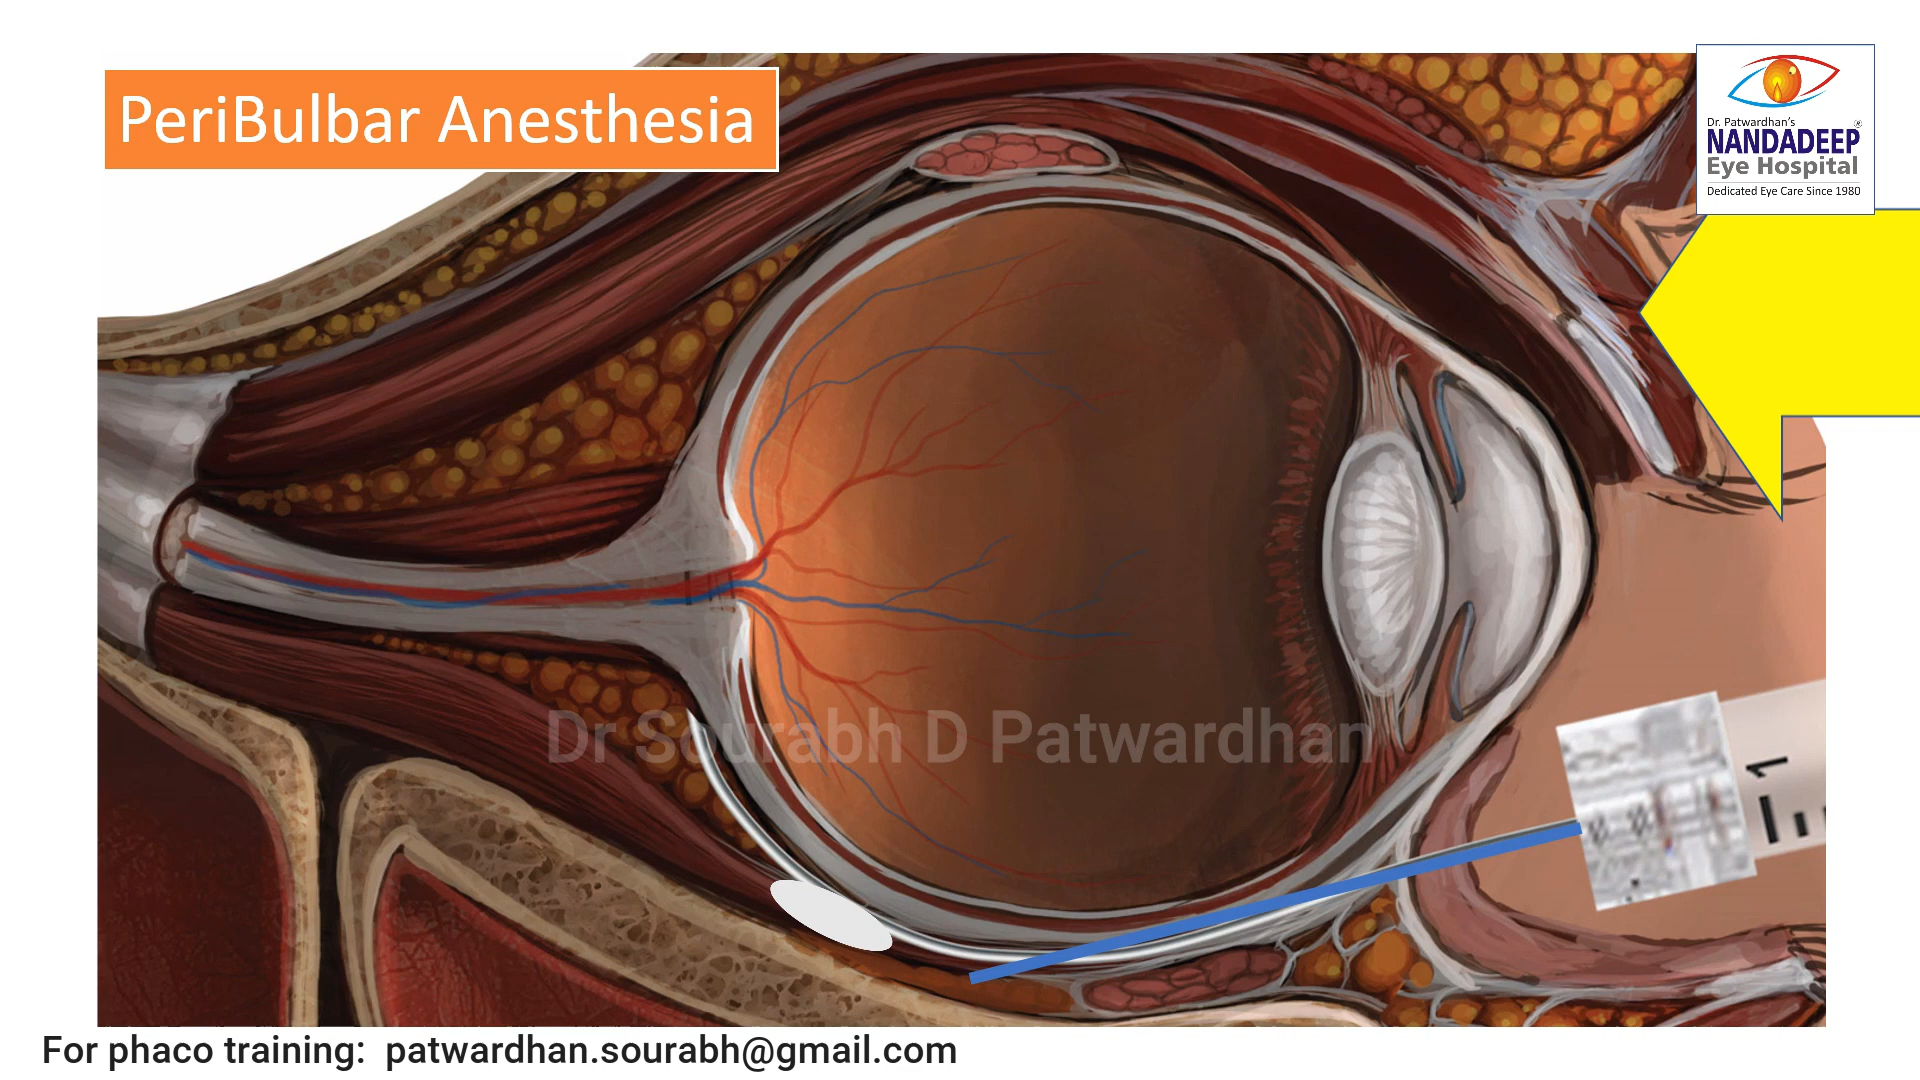 PeriBulbar Anesthesia
Dr. Patwardhan's
NANDADEEP
Eye Hospital
Dedicated Eye Care Since 1980
Dr Sourabh D Patwardhan
1
For phaco training: patwardhan.sourabh@gmail.com